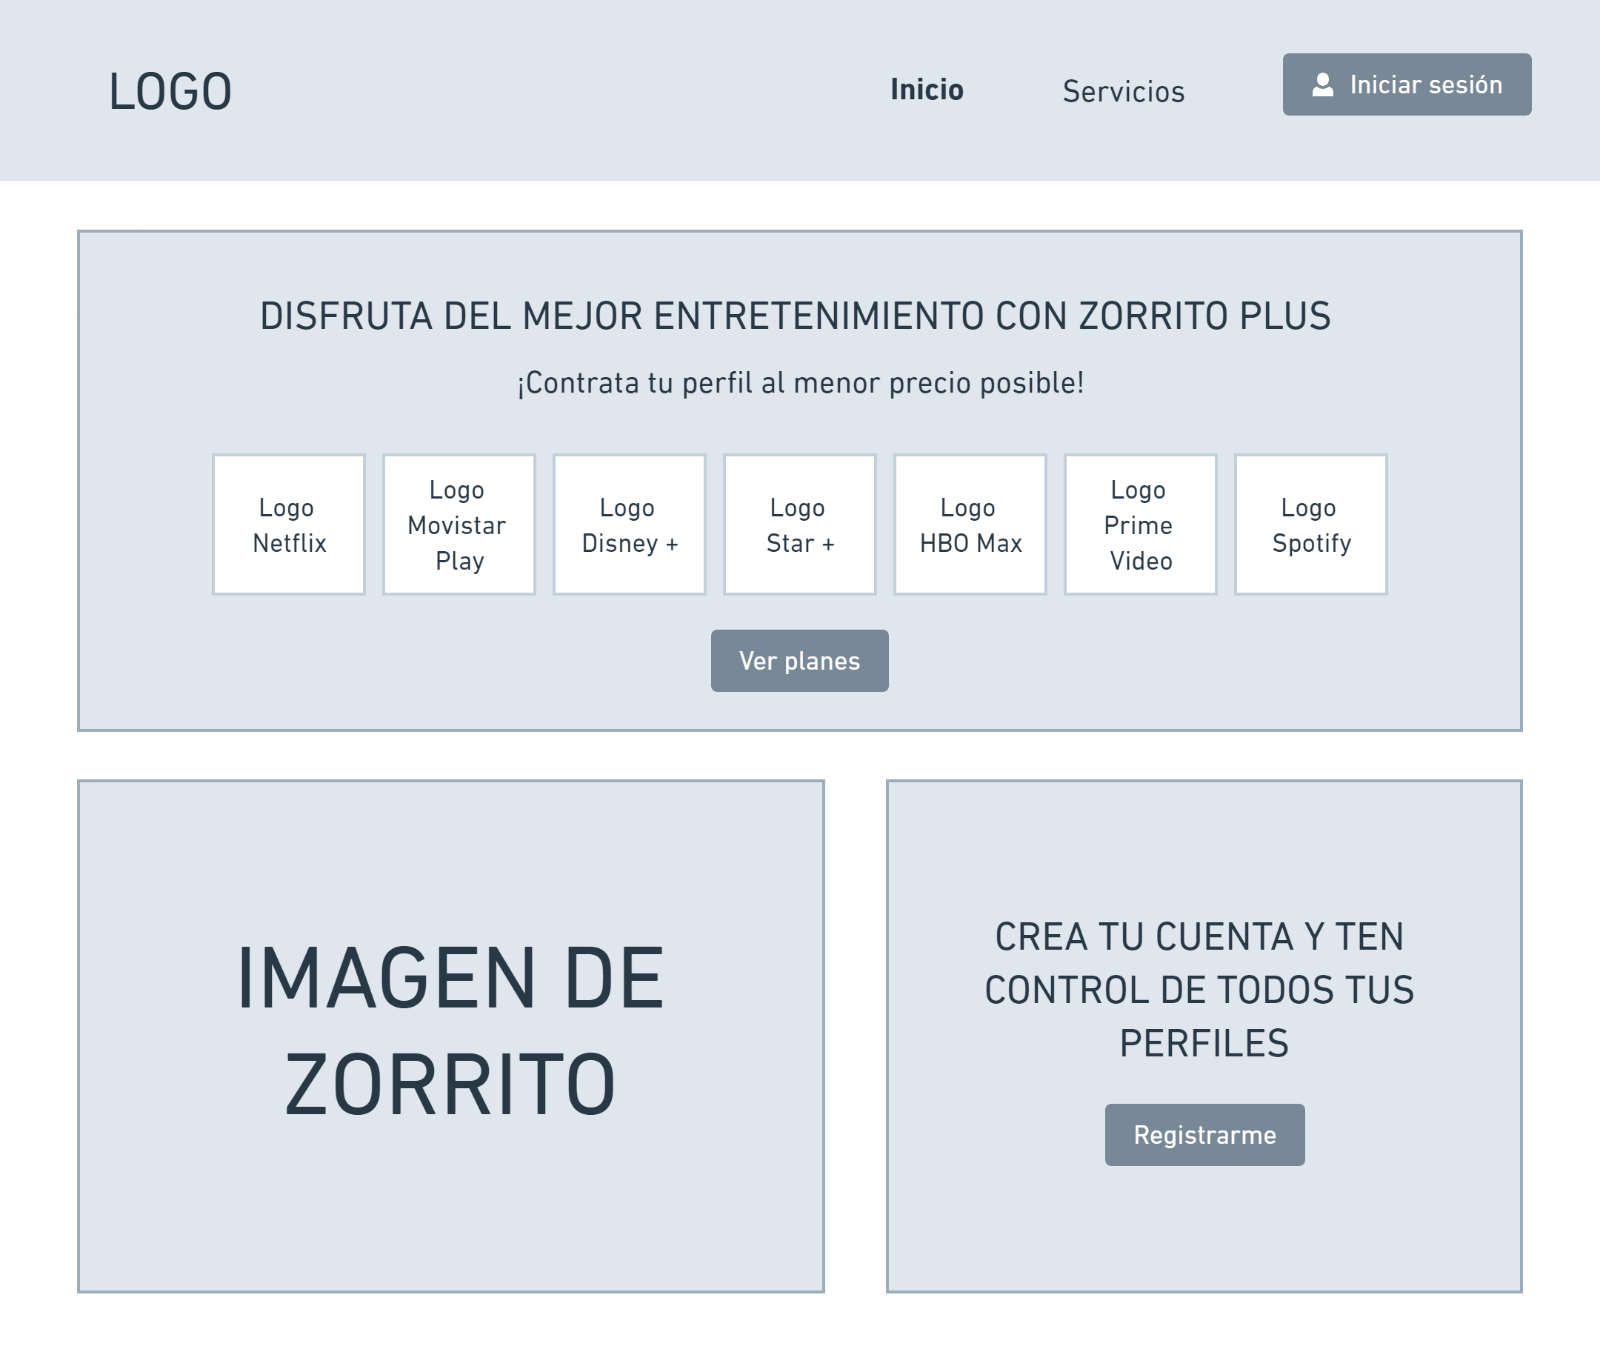 LOGO
Inicio
Servicios
Iniciar sesión
DISFRUTA DEL MEJOR ENTRETENIMIENTO CON ZORRITO PLUS
¡Contrata tu perfil al menor precio posible!
Logo
Netflix
Logo
Movistar
Play
Logo
Disney +
Logo
Star +
Logo
HBO Max
Logo
Prime
Video
Logo
Spotify
Ver planes
IMAGEN DE
ZORRITO
CREA TU CUENTA Y TEN
CONTROL DE TODOS TUS
PERFILES
Registrarme